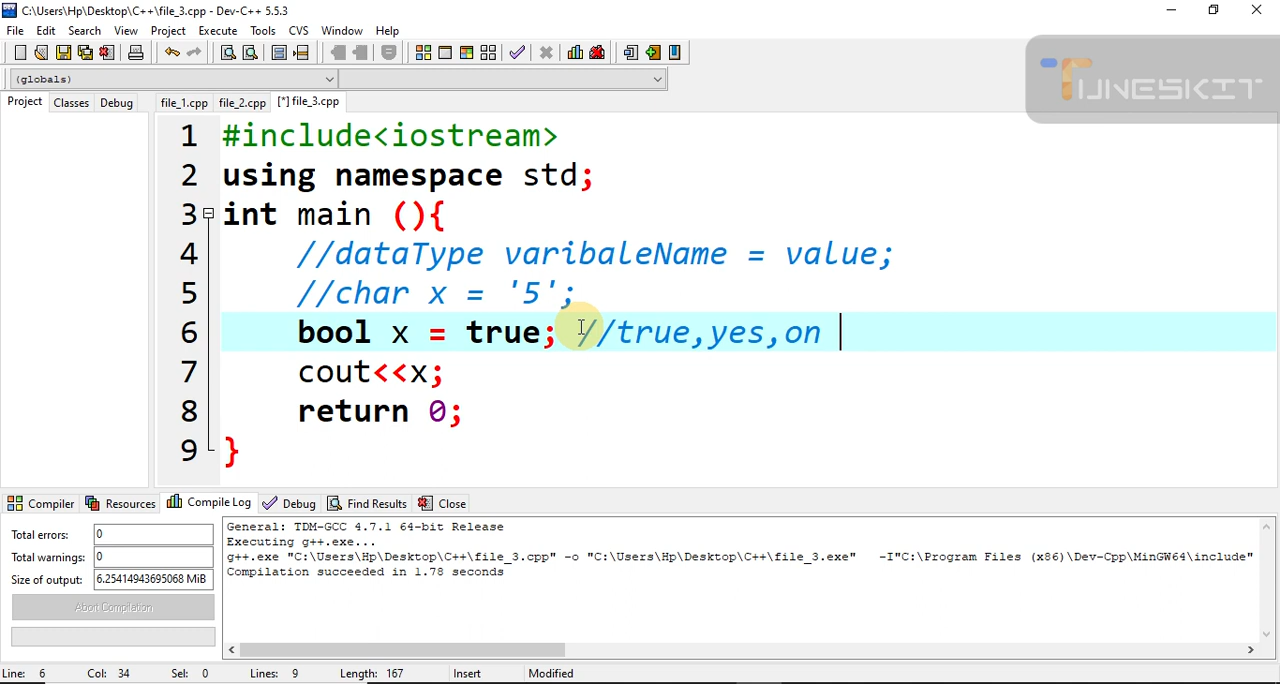 C:\Users\Hp\Desktop\C++\file_3.cpp - Dev-C++ 5.5.3
File Edit Search View Project Execute Tools CVS Window Help
(globals)
TUNESKIT
Project Classes Debug file_1.cpp file_2.cpp [*] file_3.cpp
1 #include<iostream>
2 using namespace std;
3 int main (){
4 //dataType varibaleName = value;
5 //char x = '5';
6 bool x = true; //true,yes,on
7 cout<<x;
8 return 0;
9 }
Compiler Resources Compile Log Debug Find Results Close
Total errors: 0
Total warnings: 0
Size of output: 6.25414943695068 MiB
Abort Compilation
General: TDM-GCC 4.7.1 64-bit Release
Executing g++.exe...
g++.exe "C:\Users\Hp\Desktop\C++\file_3.cpp" -o "C:\Users\Hp\Desktop\C++\file_3.exe" -I"C:\Program Files (x86)\Dev-Cpp\MinGW64\include"
Compilation succeeded in 1.78 seconds
Line: 6 Col: 34 Sel: 0 Lines: 9 Length: 167 Insert Modified